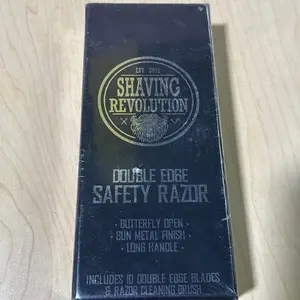 EST. 2015
SHAVING
REVOLUTION
DOUBLE EDGE
SAFETY RAZOR
· BUTTERFLY OPEN ·
· GUN METAL FINISH ·
· LONG HANDLE ·
INCLUDES 10 DOUBLE EDGE BLADES
& RAZOR CLEANING BRUSH